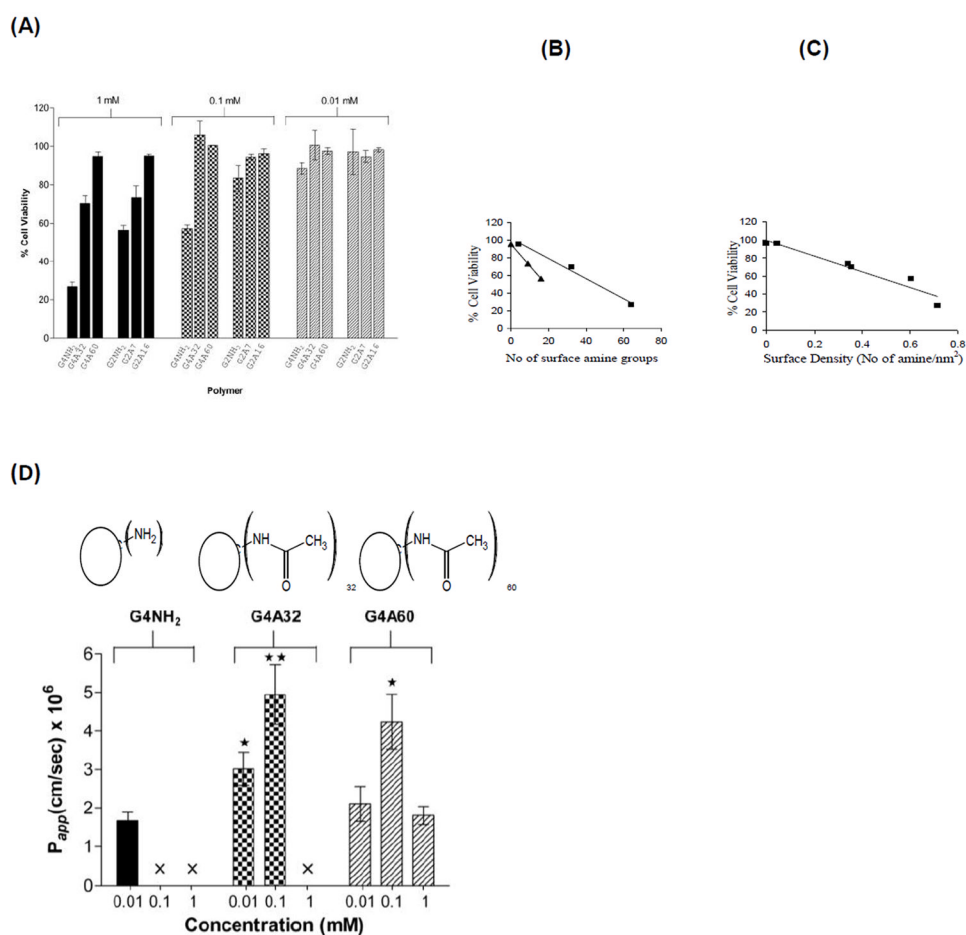 (A)
(B)
(C)
1 mM
0.1 mM
0.01 mM
120
100
80
60
40
20
0
% Cell Viability
G4NH2
G4A32
G4A60
G2NH2
G2A7
G2A16
G4NH2
G4A32
G4A60
G2NH2
G2A7
G2A16
G4NH2
G4A32
G4A60
G2NH2
G2A7
G2A16
Polymer
120
100
80
60
40
20
0
% Cell Viability
0 20 40 60 80
No of surface amine groups
120
100
80
60
40
20
0
% Cell Viability
0 0.2 0.4 0.6 0.8
Surface Density (No of amine/nm2)
(D)
(NH2)
NH CH3
O
32
NH CH3
O
60
G4NH2
G4A32
G4A60
6
5
4
3
2
1
0
Papp(cm/sec) x 10^6
★ ★★ ★
× × ×
0.01 0.1 1 0.01 0.1 1 0.01 0.1 1
Concentration (mM)